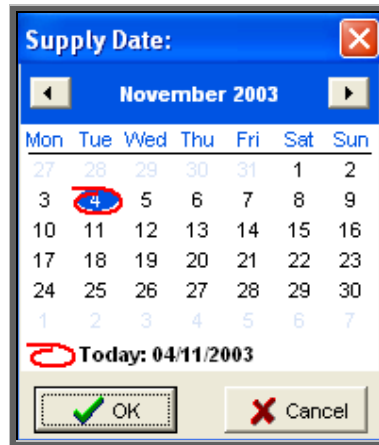 Supply Date:
November 2003
Mon Tue Wed Thu Fri Sat Sun
27 28 29 30 31 1 2
3 4 5 6 7 8 9
10 11 12 13 14 15 16
17 18 19 20 21 22 23
24 25 26 27 28 29 30
1 2 3 4 5 6 7
Today: 04/11/2003
OK Cancel